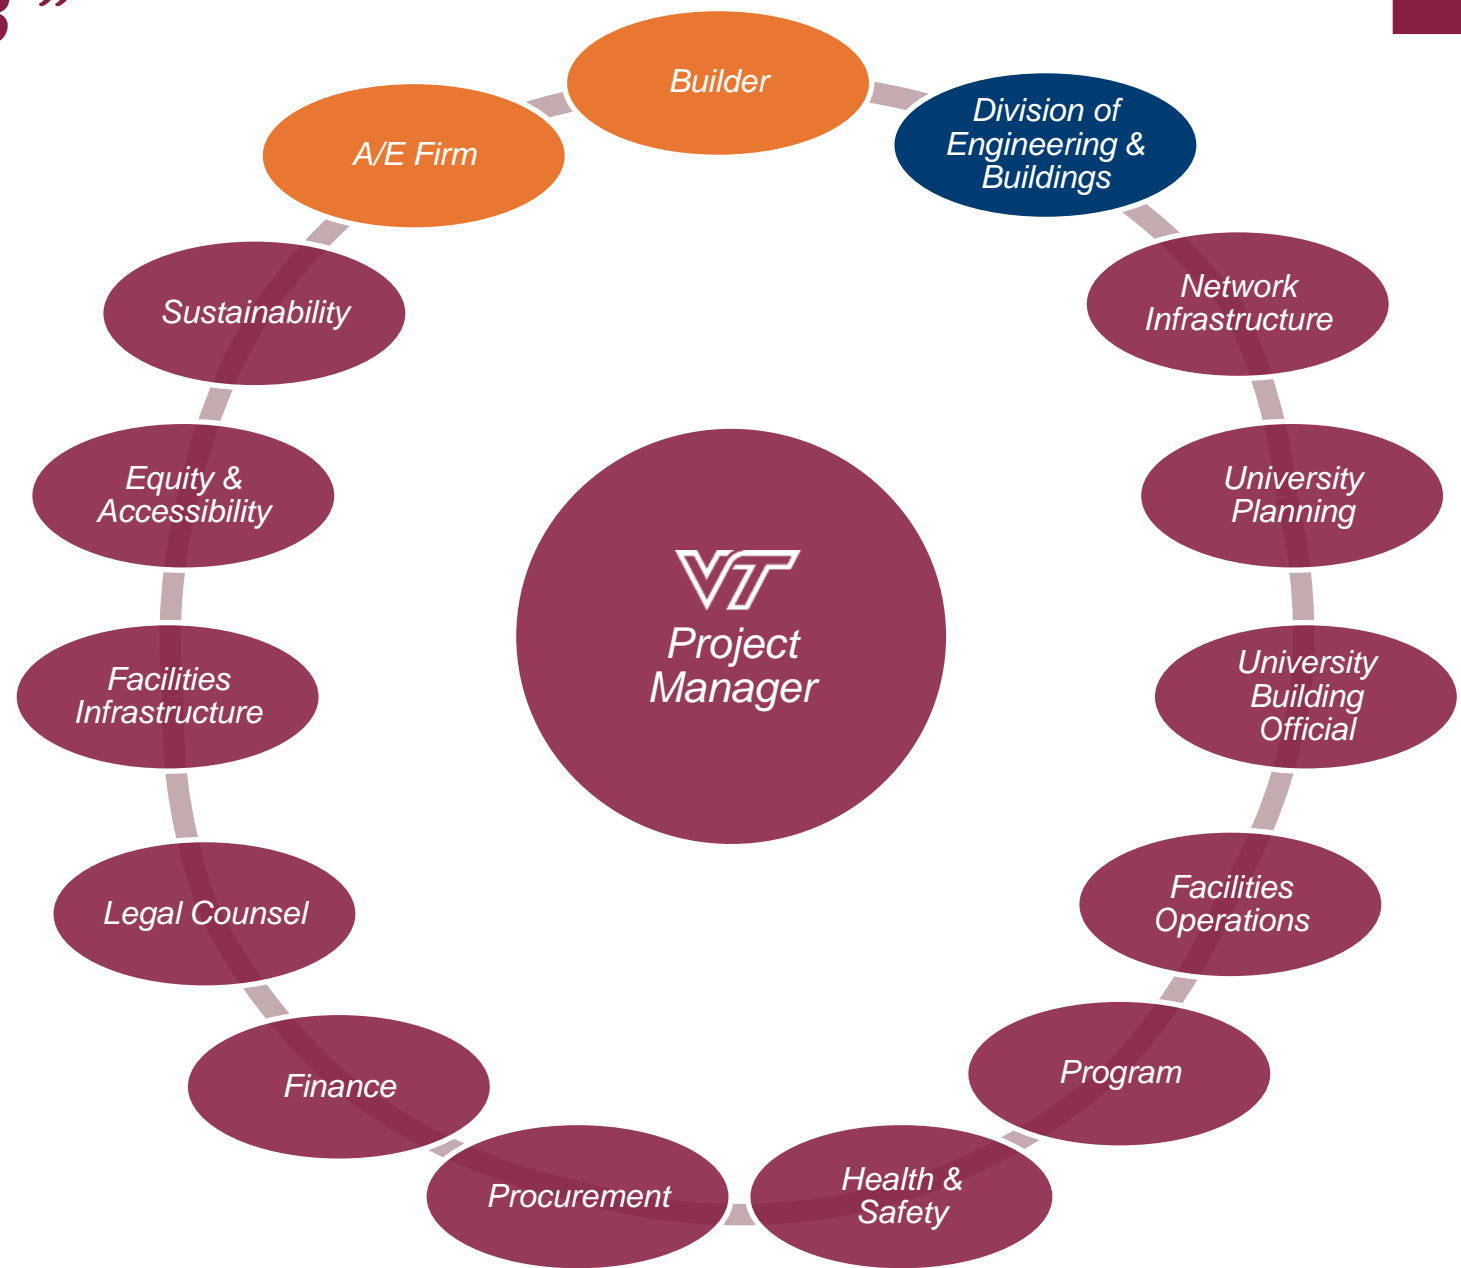 ”
Builder
Division of
Engineering &
Buildings
A/E Firm
Network
Infrastructure
Sustainability
University
Planning
Equity &
Accessibility
VT
Project
Manager
University
Building
Official
Facilities
Infrastructure
Facilities
Operations
Legal Counsel
Program
Finance
Health &
Safety
Procurement